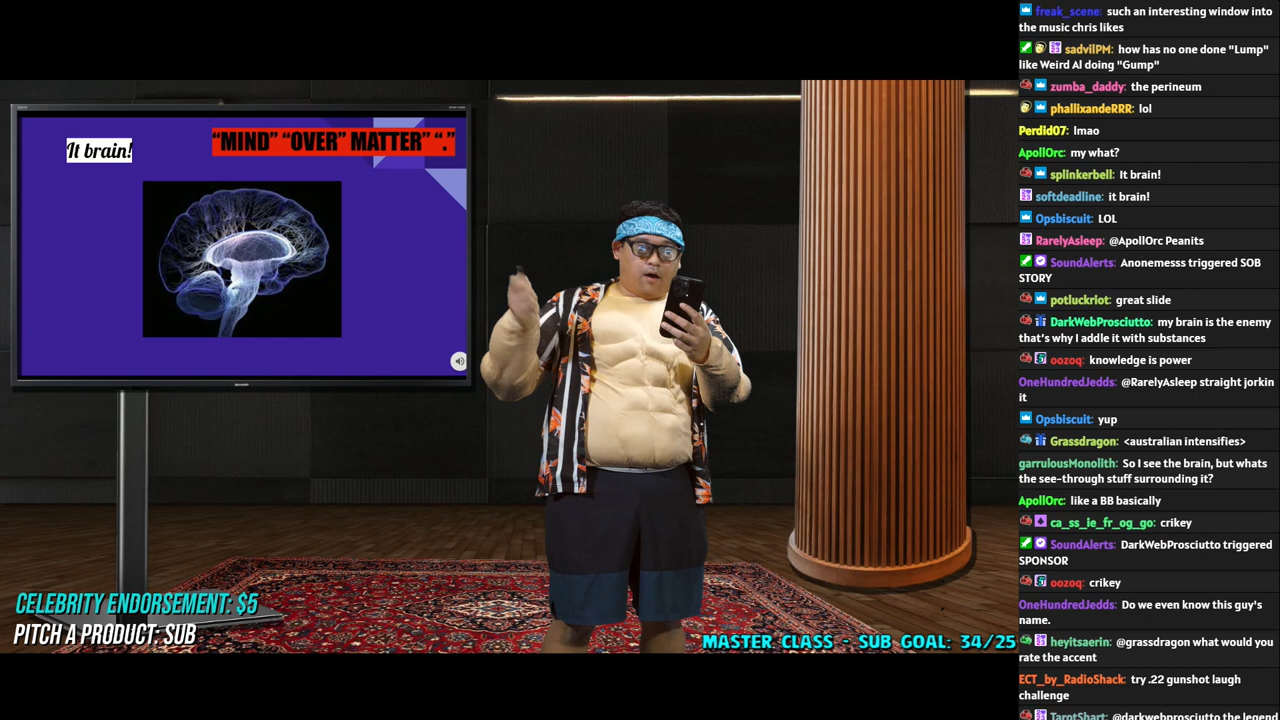 It brain!
“MIND” “OVER” MATTER” “.”
CELEBRITY ENDORSEMENT: $5
PITCH A PRODUCT: SUB
MASTER CLASS - SUB GOAL: 34/25
freak_scene: such an interesting window into
the music chris likes
sadvilPM: how has no one done "Lump"
like Weird Al doing "Gump"
zumba_daddy: the perineum
phallixandeRRR: lol
Perdid07: lmao
ApollOrc: my what?
splinkerbell: It brain!
softdeadline: it brain!
Opsbiscuit: LOL
RarelyAsleep: @ApollOrc Peanits
SoundAlerts: Anonemesss triggered SOB
STORY
potluckriot: great slide
DarkWebProsciutto: my brain is the enemy
that's why I addle it with substances
oozoq: knowledge is power
OneHundredJedds: @RarelyAsleep straight jorkin
it
Opsbiscuit: yup
Grassdragon: <australian intensifies>
garrulousMonolith: So I see the brain, but whats
the see-through stuff surrounding it?
ApollOrc: like a BB basically
ca_ss_ie_fr_og_go: crikey
SoundAlerts: DarkWebProsciutto triggered
SPONSOR
oozoq: crikey
OneHundredJedds: Do we even know this guy's
name.
heyitsaerin: @grassdragon what would you
rate the accent
ECT_by_RadioShack: try .22 gunshot laugh
challenge
TarotShart: @darkwebprosciutto the legend